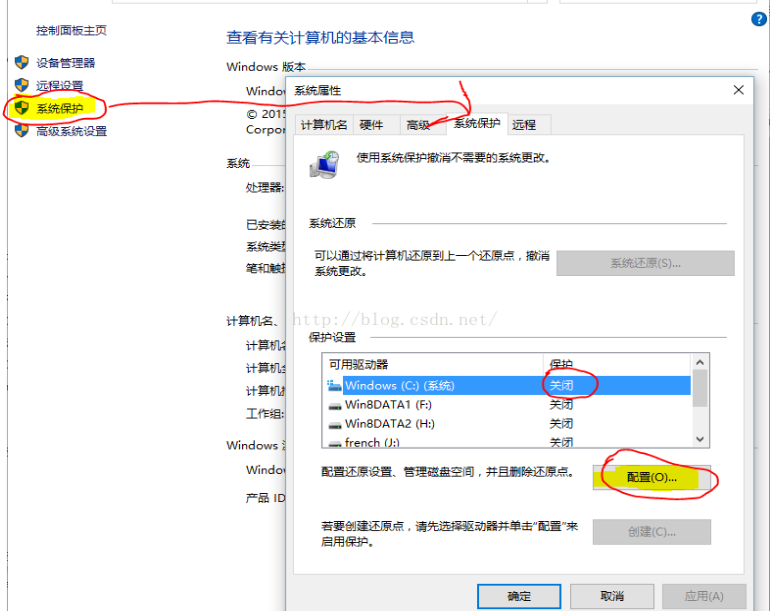 控制面板主页
设备管理器
远程设置
系统保护
高级系统设置
查看有关计算机的基本信息
Windows 版本
Window
© 2015
Corpor
系统
处理器:
已安装的
系统类型
笔和触摸
计算机名、
计算机名
计算机全
计算机描
工作组:
Windows 激
Window
产品 ID
系统属性
计算机名 硬件 高级 系统保护 远程
使用系统保护撤消不需要的系统更改。
系统还原
可以通过将计算机还原到上一个还原点，撤消
系统更改。
系统还原(S)...
http://blog.csdn.net/
保护设置
可用驱动器 保护
Windows (C:) (系统) 关闭
Win8DATA1 (F:) 关闭
Win8DATA2 (H:) 关闭
french (J:) 关闭
配置还原设置、管理磁盘空间，并且删除还原点。
配置(O)...
若要创建还原点，请先选择驱动器并单击"配置"来
启用保护。
创建(C)...
确定 取消 应用(A)